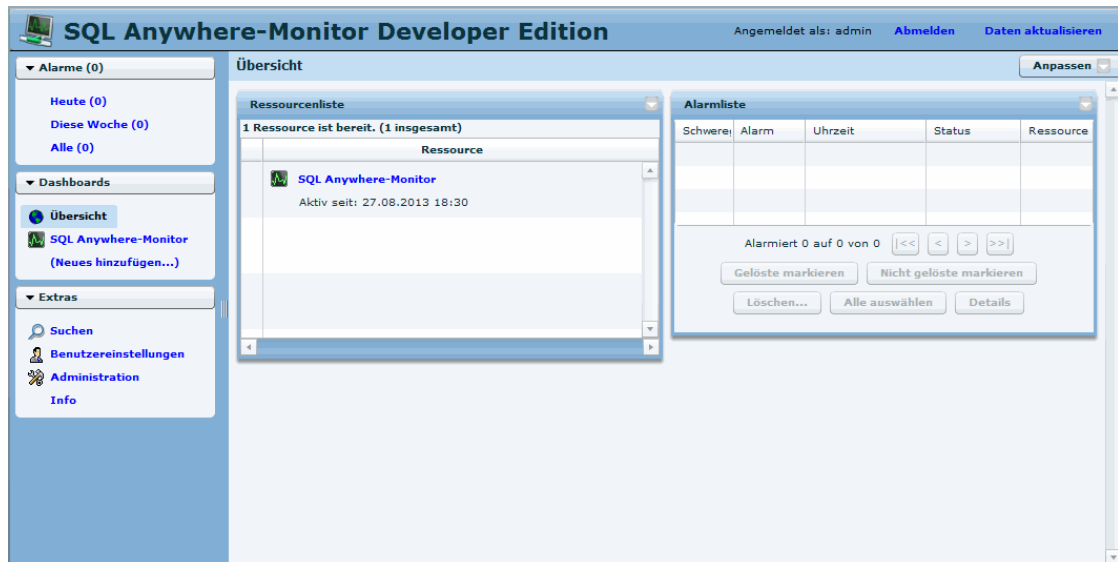 SQL Anywhere-Monitor Developer Edition
Angemeldet als: admin
Abmelden
Daten aktualisieren
Alarme (0)
Heute (0)
Diese Woche (0)
Alle (0)
Dashboards
Übersicht
SQL Anywhere-Monitor
(Neues hinzufügen...)
Extras
Suchen
Benutzereinstellungen
Administration
Info
Übersicht
Anpassen
Ressourcenliste
1 Ressource ist bereit. (1 insgesamt)
Ressource
SQL Anywhere-Monitor
Aktiv seit: 27.08.2013 18:30
Alarmliste
Alarm Uhrzeit Status Ressource
Alarmiert 0 auf 0 von 0 |<< < > >>|
Gelöste markieren Nicht gelöste markieren
Löschen... Alle auswählen Details